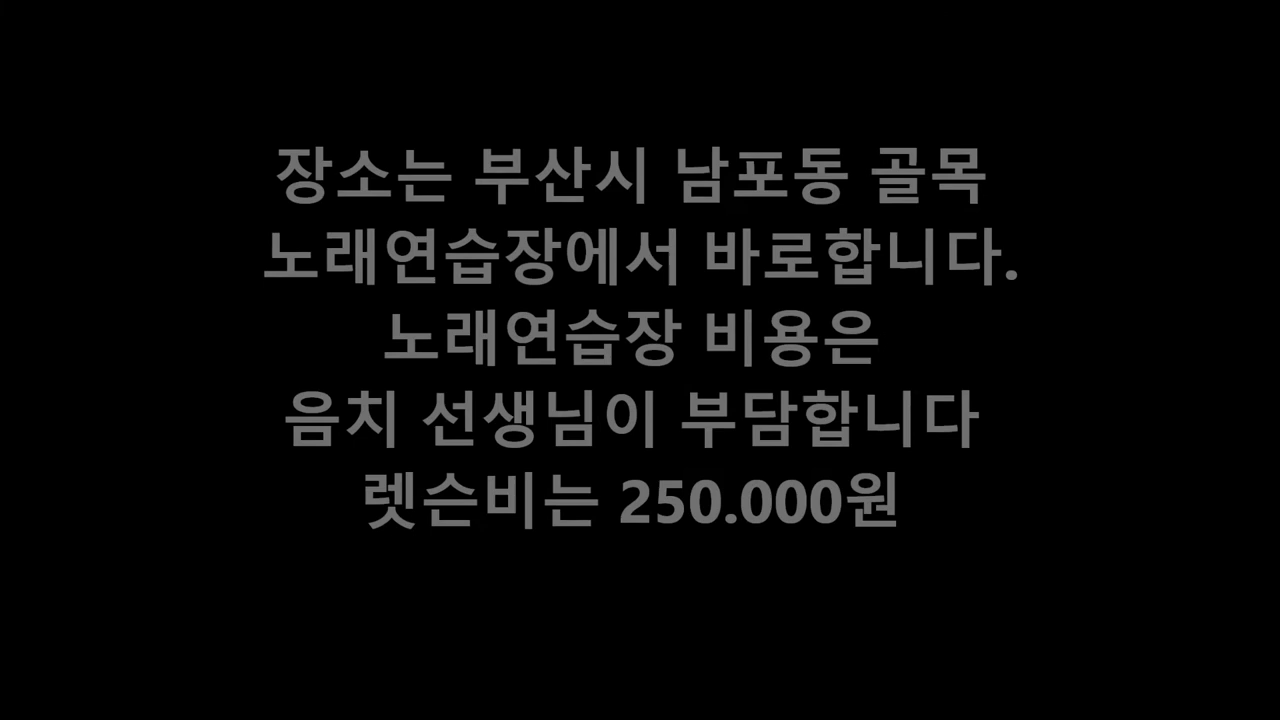 장소는 부산시 남포동 골목
노래연습장에서 바로합니다.
노래연습장 비용은
음치 선생님이 부담합니다
렛슨비는 250.000원